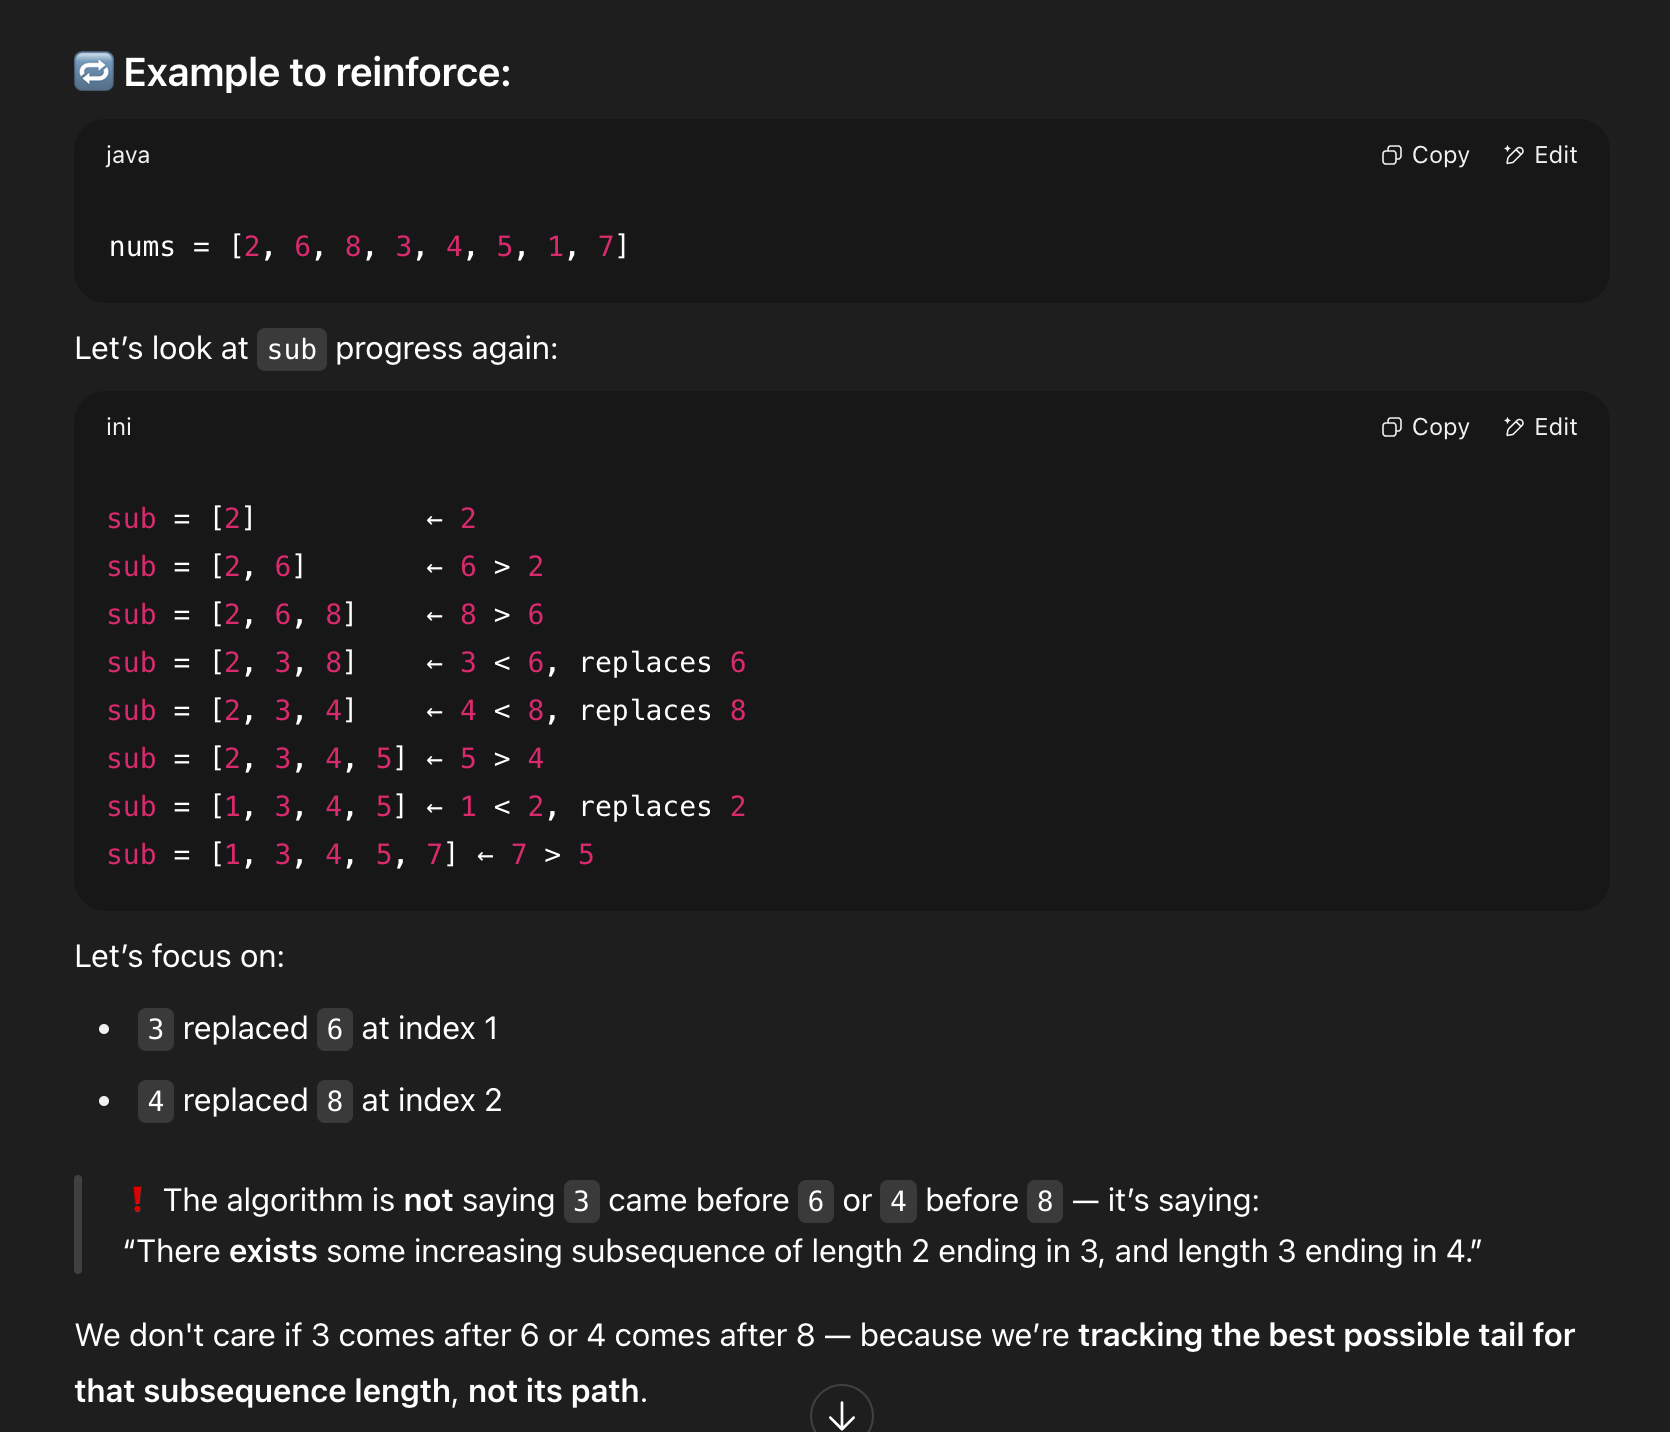 🔁 Example to reinforce:
java
Copy Edit
nums = [2, 6, 8, 3, 4, 5, 1, 7]
Let’s look at sub progress again:
ini
Copy Edit
sub = [2]          ← 2
sub = [2, 6]       ← 6 > 2
sub = [2, 6, 8]    ← 8 > 6
sub = [2, 3, 8]    ← 3 < 6, replaces 6
sub = [2, 3, 4]    ← 4 < 8, replaces 8
sub = [2, 3, 4, 5] ← 5 > 4
sub = [1, 3, 4, 5] ← 1 < 2, replaces 2
sub = [1, 3, 4, 5, 7] ← 7 > 5
Let’s focus on:
• 3 replaced 6 at index 1
• 4 replaced 8 at index 2
❗ The algorithm is not saying 3 came before 6 or 4 before 8 — it’s saying:
“There exists some increasing subsequence of length 2 ending in 3, and length 3 ending in 4.”
We don't care if 3 comes after 6 or 4 comes after 8 — because we’re tracking the best possible tail for
that subsequence length, not its path.